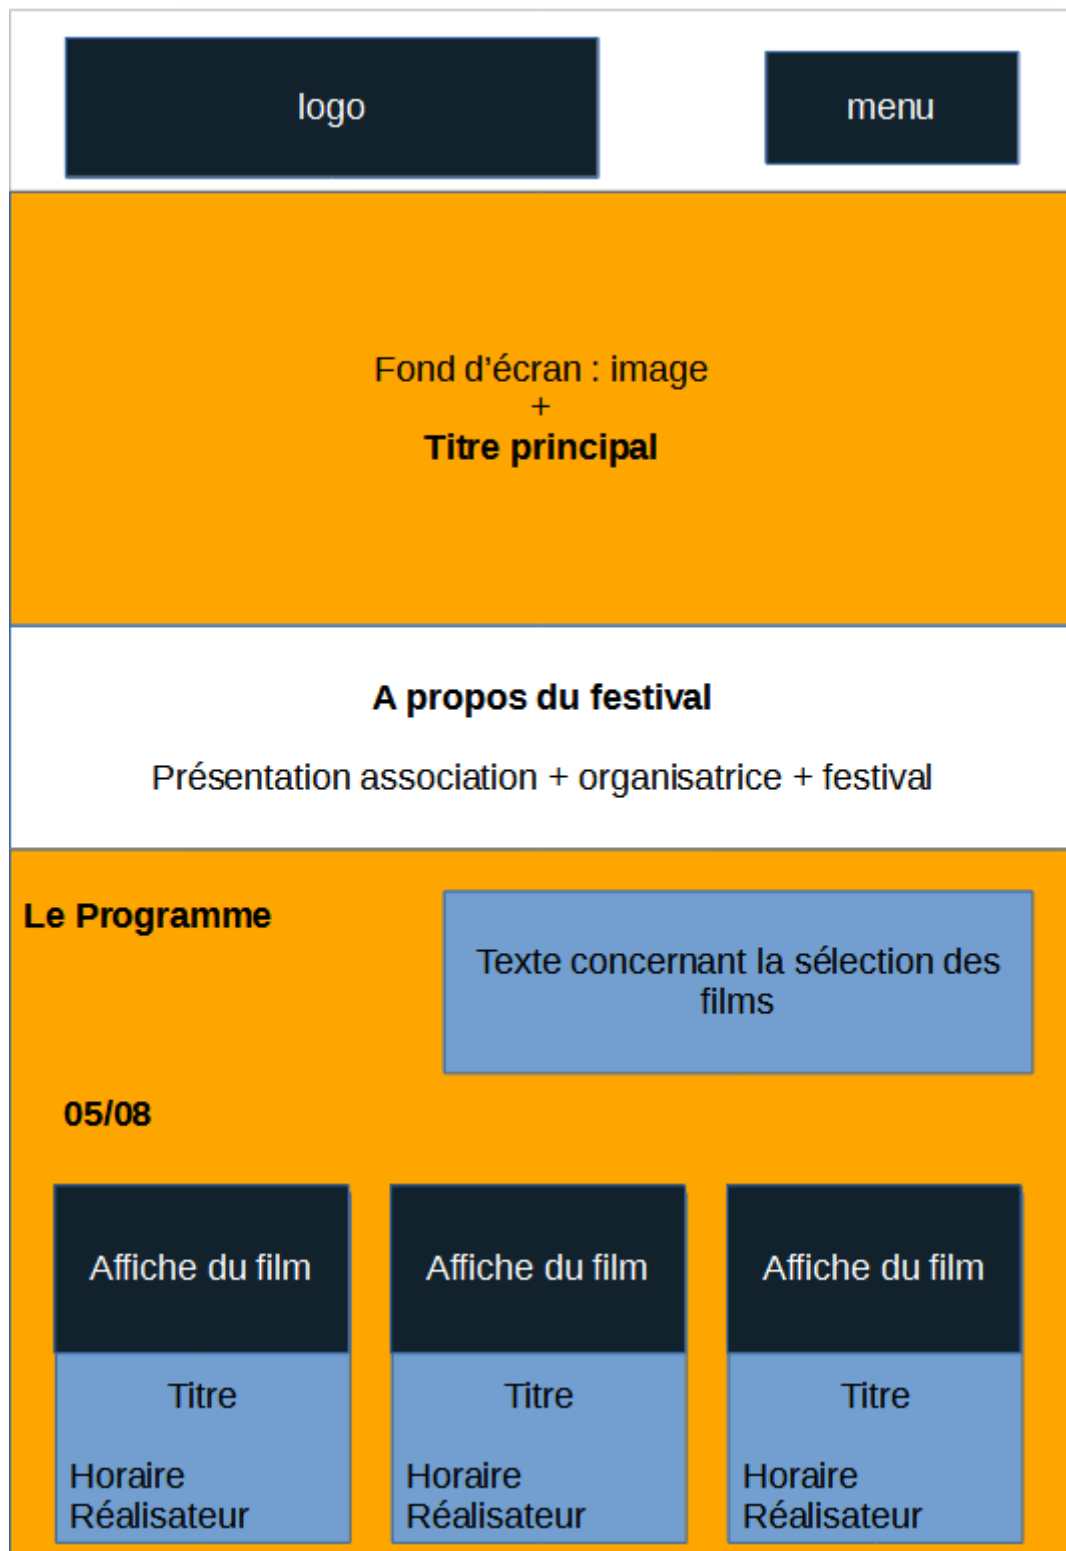 logo
menu
Fond d’écran : image
+
Titre principal
A propos du festival
Présentation association + organisatrice + festival
Le Programme
Texte concernant la sélection des
films
05/08
Affiche du film
Titre
Horaire
Réalisateur
Affiche du film
Titre
Horaire
Réalisateur
Affiche du film
Titre
Horaire
Réalisateur